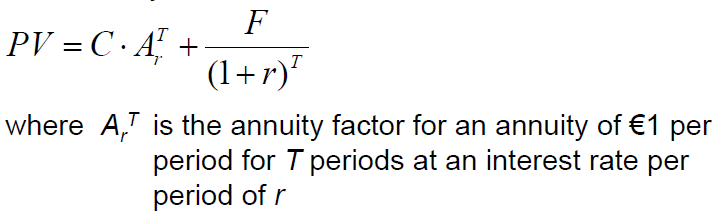 PV = C · A_r^T + F / (1 + r)^T
where A_r^T is the annuity factor for an annuity of €1 per
period for T periods at an interest rate per
period of r